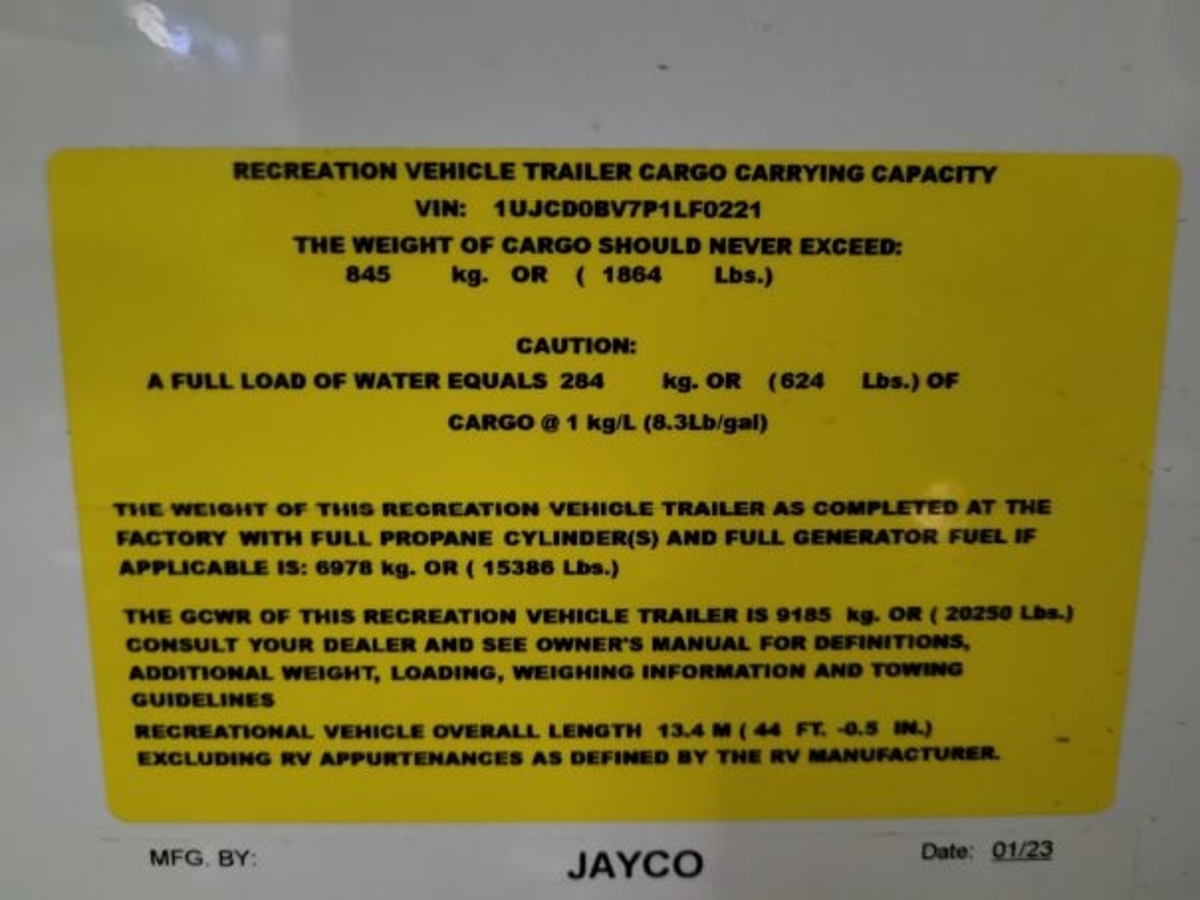 RECREATION VEHICLE TRAILER CARGO CARRYING CAPACITY
VIN: 1UJCD0BV7P1LF0221
THE WEIGHT OF CARGO SHOULD NEVER EXCEED:
845 kg. OR ( 1864 Lbs.)
CAUTION:
A FULL LOAD OF WATER EQUALS 284 kg. OR (624 Lbs.) OF
CARGO @ 1 kg/L (8.3Lb/gal)
THE WEIGHT OF THIS RECREATION VEHICLE TRAILER AS COMPLETED AT THE
FACTORY WITH FULL PROPANE CYLINDER(S) AND FULL GENERATOR FUEL IF
APPLICABLE IS: 6978 kg. OR ( 15386 Lbs.)
THE GCWR OF THIS RECREATION VEHICLE TRAILER IS 9185 kg. OR ( 20250 Lbs.)
CONSULT YOUR DEALER AND SEE OWNER'S MANUAL FOR DEFINITIONS,
ADDITIONAL WEIGHT, LOADING, WEIGHING INFORMATION AND TOWING
GUIDELINES
RECREATIONAL VEHICLE OVERALL LENGTH 13.4 M ( 44 FT. -0.5 IN.)
EXCLUDING RV APPURTENANCES AS DEFINED BY THE RV MANUFACTURER.
MFG. BY: JAYCO Date: 01/23